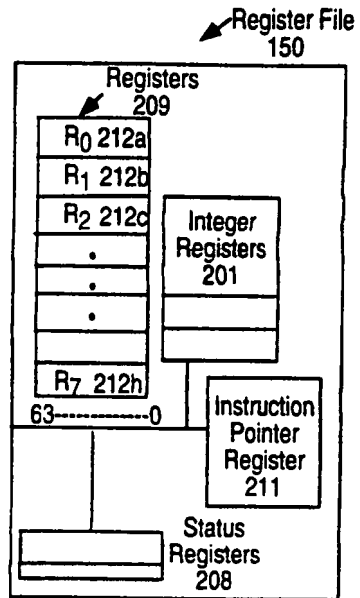 Register File
150
Registers
209
R0 212a
R1 212b
R2 212c
R7 212h
63------------0
Integer
Registers
201
Instruction
Pointer
Register
211
Status
Registers
208